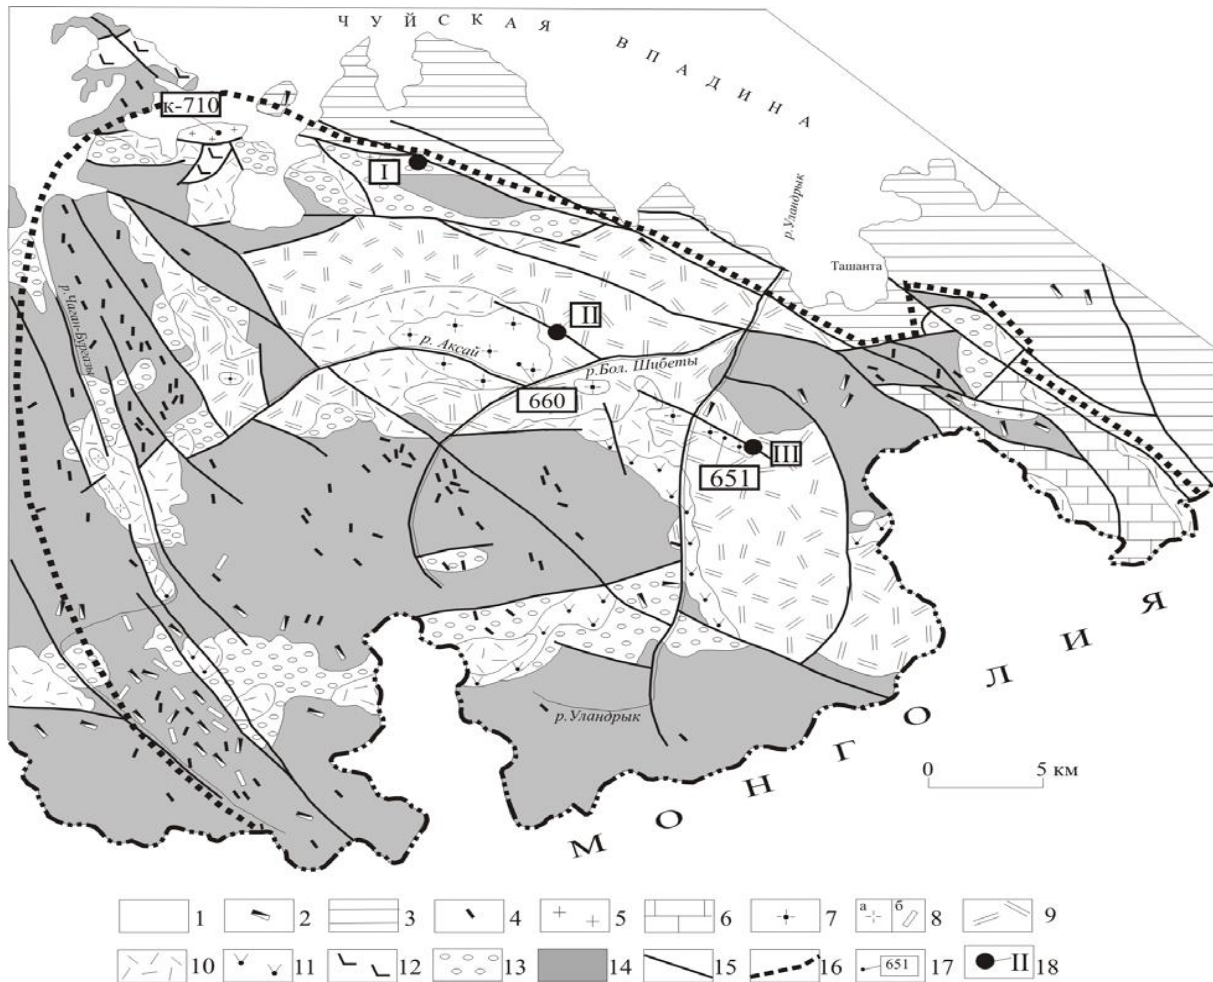 ЧУЙСКАЯ ВПАДИНА
к-710
I
р.Уландрык
Ташанта
р.Чаган-Бургазы
II
р. Аксай
р.Бол. Шибеты
660
III
651
р.Уландрык
МОНГОЛИЯ
0 5 км
1 2 3 4 5 6 7 а б 8 9
10 11 12 13 14 15 16 651 17 II 18